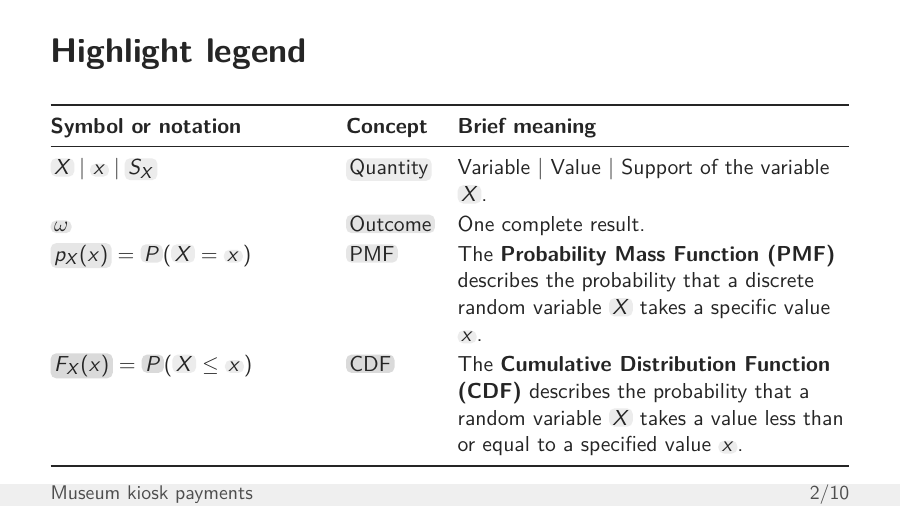 Highlight legend
Symbol or notation Concept Brief meaning
X | x | S_X Quantity Variable | Value | Support of the variable
X.
ω Outcome One complete result.
p_X(x) = P(X = x) PMF The Probability Mass Function (PMF)
describes the probability that a discrete
random variable X takes a specific value
x.
F_X(x) = P(X ≤ x) CDF The Cumulative Distribution Function
(CDF) describes the probability that a
random variable X takes a value less than
or equal to a specified value x.
Museum kiosk payments 2/10